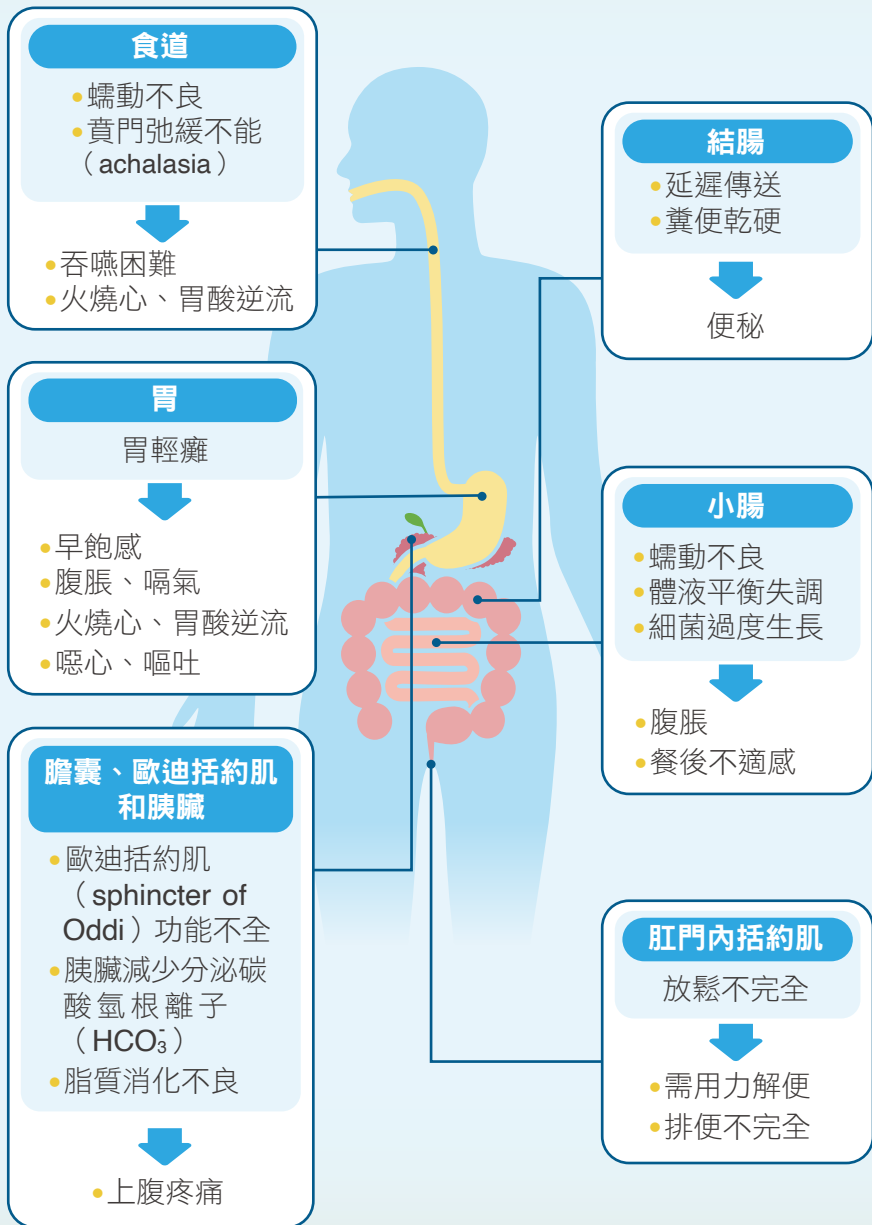 食道
•蠕動不良
•賁門弛緩不能
（achalasia）
•吞嚥困難
•火燒心、胃酸逆流
胃
胃輕癱
•早飽感
•腹脹、嗝氣
•火燒心、胃酸逆流
•噁心、嘔吐
膽囊、歐迪括約肌
和胰臟
•歐迪括約肌
（sphincter of
Oddi）功能不全
•胰臟減少分泌碳
酸氫根離子
（HCO₃⁻）
•脂質消化不良
•上腹疼痛
結腸
•延遲傳送
•糞便乾硬
便秘
小腸
•蠕動不良
•體液平衡失調
•細菌過度生長
•腹脹
•餐後不適感
肛門內括約肌
放鬆不完全
•需用力解便
•排便不完全